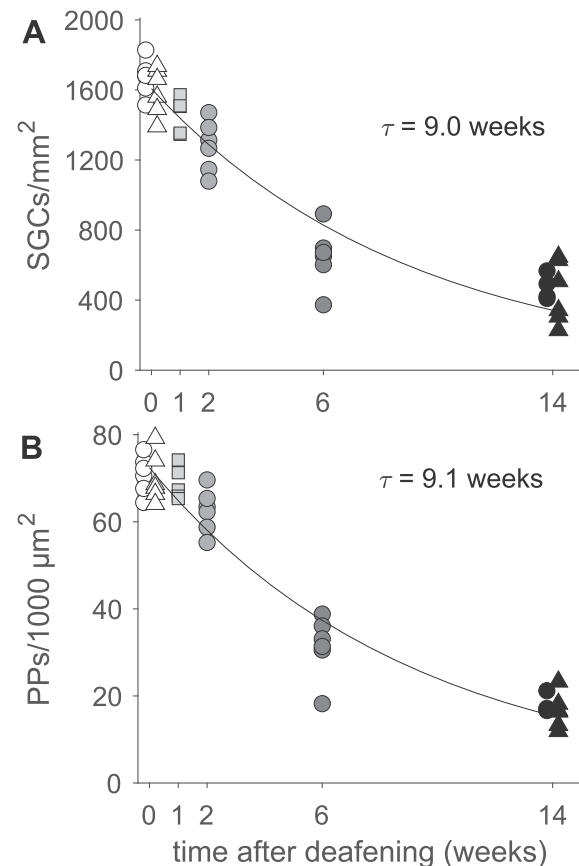 A
2000
1600
1200
800
400
0
SGCs/mm²
τ = 9.0 weeks
0 1 2 6 14
B
80
60
40
20
0
PPs/1000 µm²
τ = 9.1 weeks
0 1 2 6 14
time after deafening (weeks)